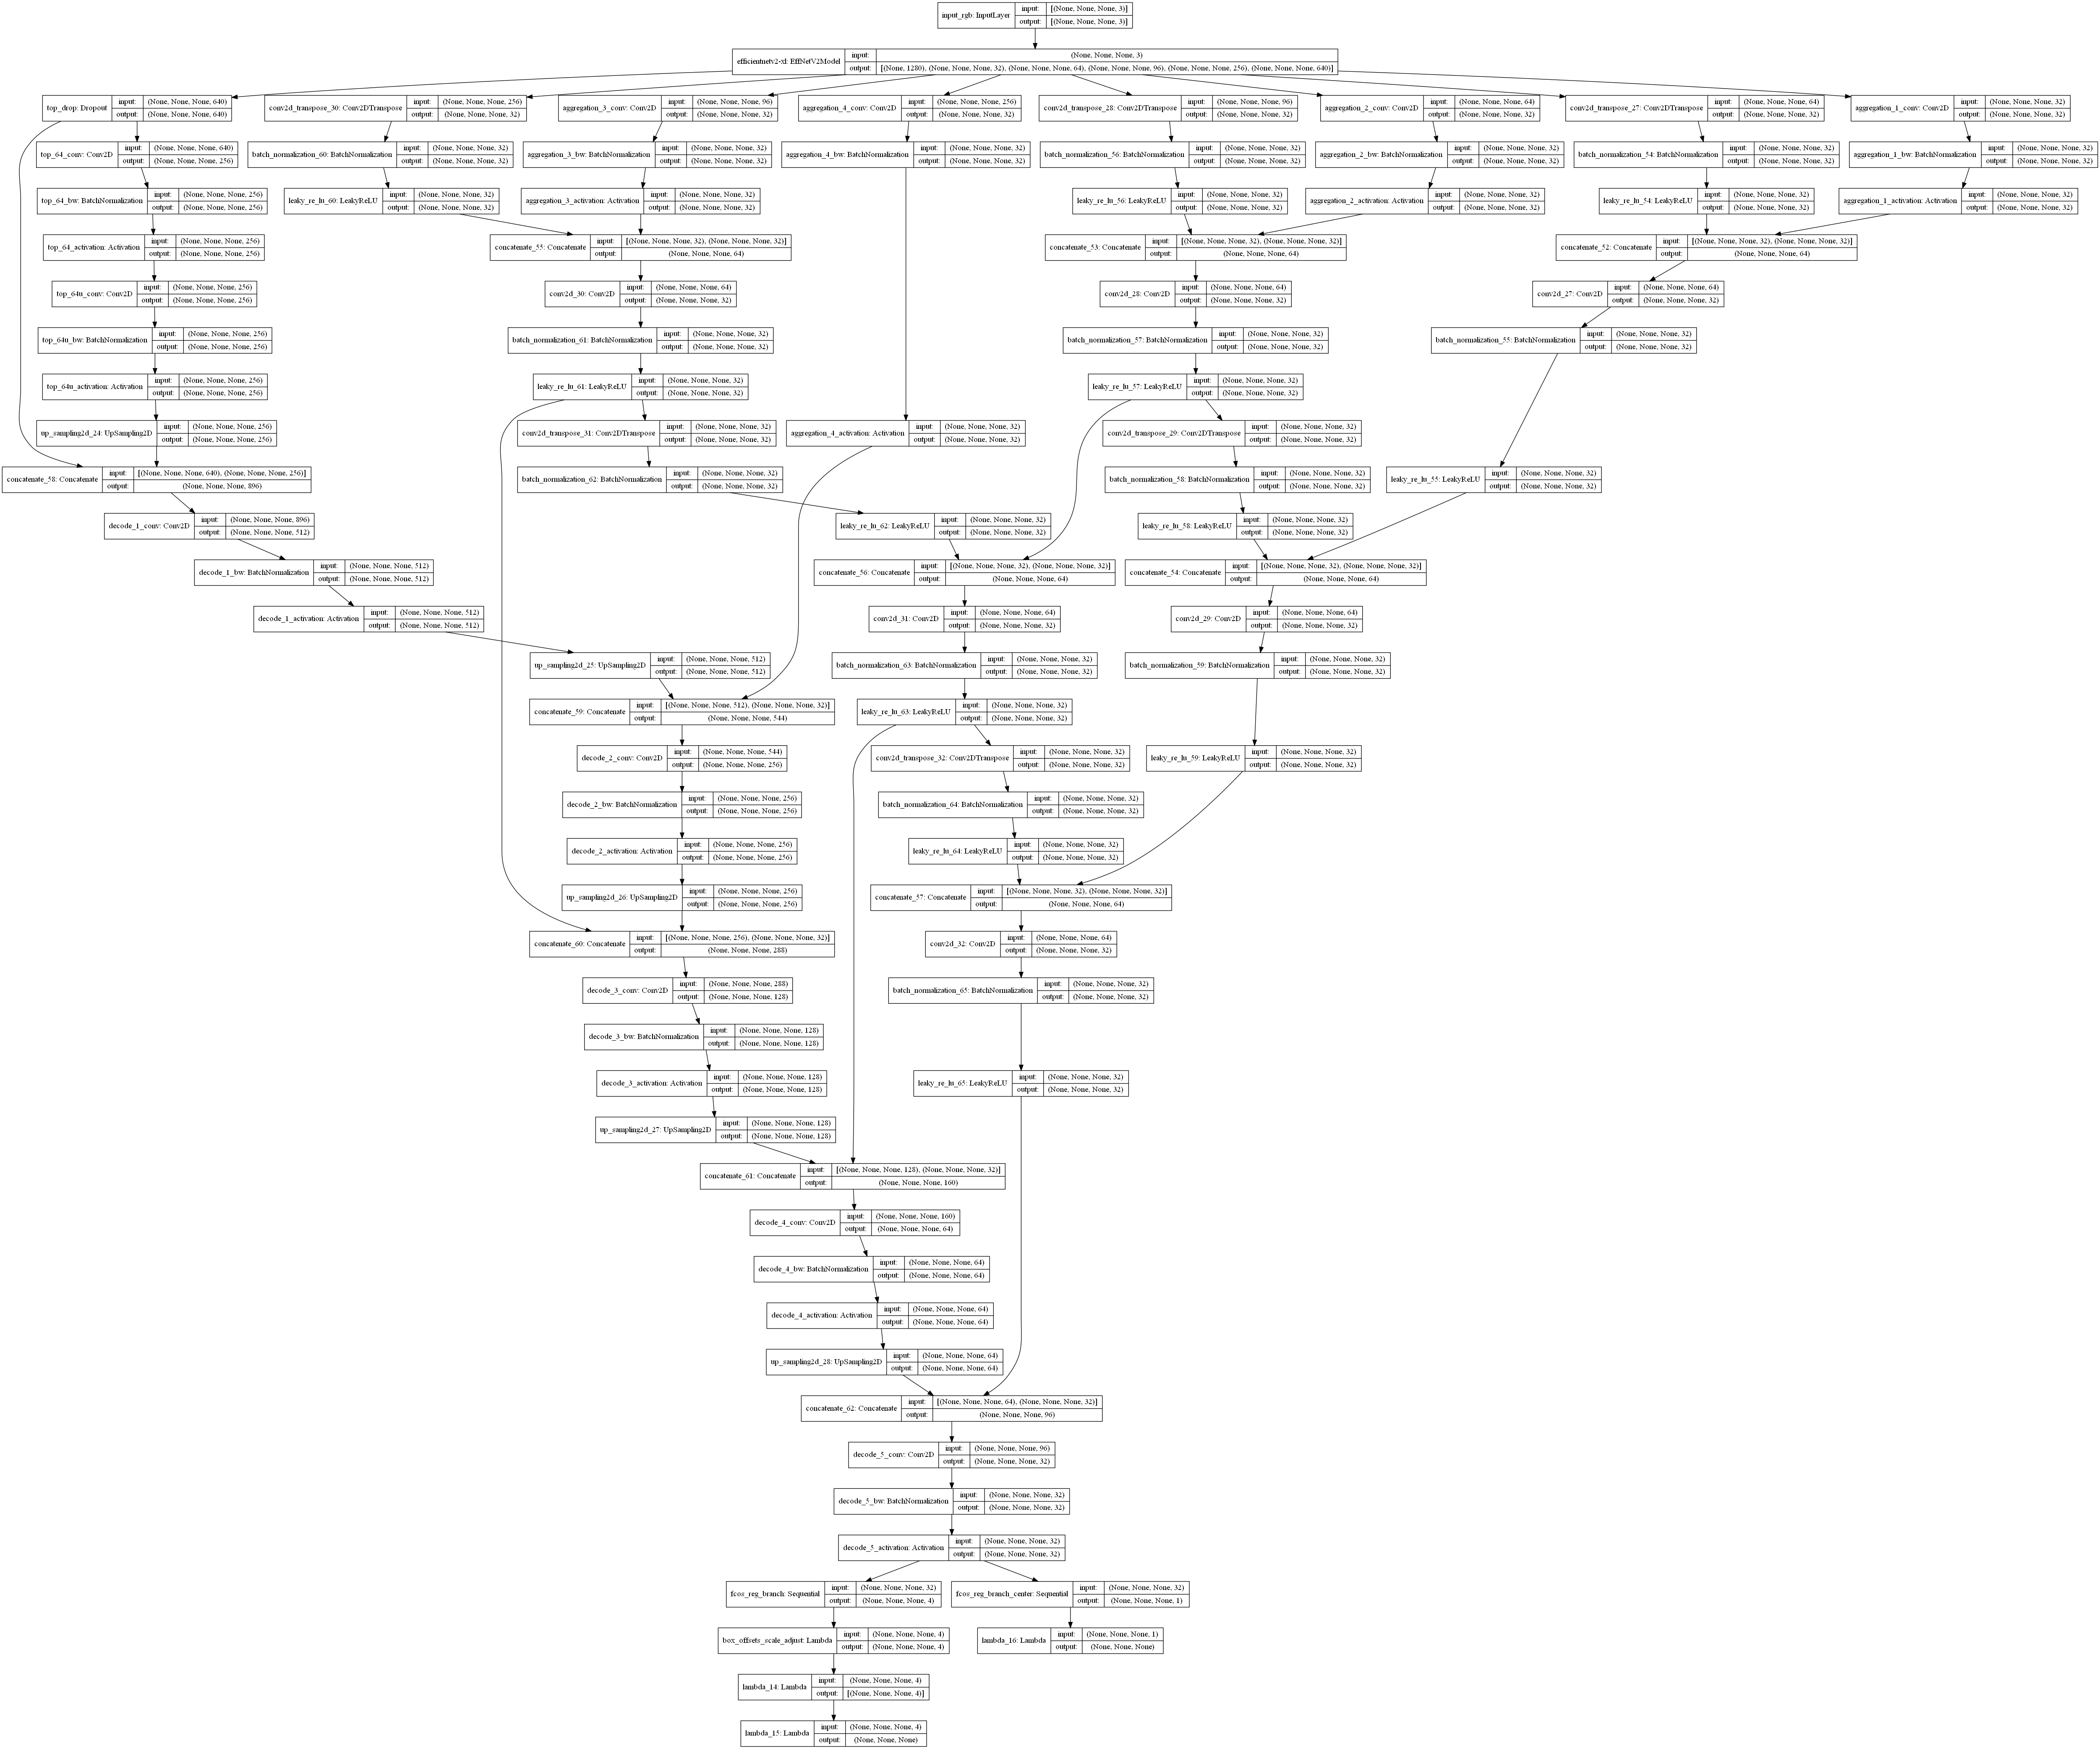 input_rgb: InputLayer input: [(None, None, None, 3)]
output: [(None, None, None, 3)]
efficientnetv2-xl: EffNetV2Model input: (None, None, None, 3)
output: [(None, 1280), (None, None, None, 32), (None, None, None, 64), (None, None, None, 96), (None, None, None, 256), (None, None, None, 640)]
top_drop: Dropout input: (None, None, None, 640) output: (None, None, None, 640)
conv2d_transpose_30: Conv2DTranspose input: (None, None, None, 256) output: (None, None, None, 32)
aggregation_3_conv: Conv2D input: (None, None, None, 96) output: (None, None, None, 32)
aggregation_4_conv: Conv2D input: (None, None, None, 256) output: (None, None, None, 32)
conv2d_transpose_28: Conv2DTranspose input: (None, None, None, 96) output: (None, None, None, 32)
aggregation_2_conv: Conv2D input: (None, None, None, 64) output: (None, None, None, 32)
conv2d_transpose_27: Conv2DTranspose input: (None, None, None, 64) output: (None, None, None, 32)
aggregation_1_conv: Conv2D input: (None, None, None, 32) output: (None, None, None, 32)
top_64_conv: Conv2D input: (None, None, None, 640) output: (None, None, None, 256)
batch_normalization_60: BatchNormalization input: (None, None, None, 32) output: (None, None, None, 32)
aggregation_3_bw: BatchNormalization input: (None, None, None, 32) output: (None, None, None, 32)
aggregation_4_bw: BatchNormalization input: (None, None, None, 32) output: (None, None, None, 32)
batch_normalization_56: BatchNormalization input: (None, None, None, 32) output: (None, None, None, 32)
aggregation_2_bw: BatchNormalization input: (None, None, None, 32) output: (None, None, None, 32)
batch_normalization_54: BatchNormalization input: (None, None, None, 32) output: (None, None, None, 32)
aggregation_1_bw: BatchNormalization input: (None, None, None, 32) output: (None, None, None, 32)
top_64_bw: BatchNormalization input: (None, None, None, 256) output: (None, None, None, 256)
leaky_re_lu_60: LeakyReLU input: (None, None, None, 32) output: (None, None, None, 32)
aggregation_3_activation: Activation input: (None, None, None, 32) output: (None, None, None, 32)
leaky_re_lu_56: LeakyReLU input: (None, None, None, 32) output: (None, None, None, 32)
aggregation_2_activation: Activation input: (None, None, None, 32) output: (None, None, None, 32)
leaky_re_lu_54: LeakyReLU input: (None, None, None, 32) output: (None, None, None, 32)
aggregation_1_activation: Activation input: (None, None, None, 32) output: (None, None, None, 32)
top_64_activation: Activation input: (None, None, None, 256) output: (None, None, None, 256)
concatenate_55: Concatenate input: [(None, None, None, 32), (None, None, None, 32)] output: (None, None, None, 64)
concatenate_53: Concatenate input: [(None, None, None, 32), (None, None, None, 32)] output: (None, None, None, 64)
concatenate_52: Concatenate input: [(None, None, None, 32), (None, None, None, 32)] output: (None, None, None, 64)
top_64u_conv: Conv2D input: (None, None, None, 256) output: (None, None, None, 256)
conv2d_30: Conv2D input: (None, None, None, 64) output: (None, None, None, 32)
conv2d_28: Conv2D input: (None, None, None, 64) output: (None, None, None, 32)
conv2d_27: Conv2D input: (None, None, None, 64) output: (None, None, None, 32)
top_64u_bw: BatchNormalization input: (None, None, None, 256) output: (None, None, None, 256)
batch_normalization_61: BatchNormalization input: (None, None, None, 32) output: (None, None, None, 32)
batch_normalization_57: BatchNormalization input: (None, None, None, 32) output: (None, None, None, 32)
batch_normalization_55: BatchNormalization input: (None, None, None, 32) output: (None, None, None, 32)
top_64u_activation: Activation input: (None, None, None, 256) output: (None, None, None, 256)
leaky_re_lu_61: LeakyReLU input: (None, None, None, 32) output: (None, None, None, 32)
leaky_re_lu_57: LeakyReLU input: (None, None, None, 32) output: (None, None, None, 32)
up_sampling2d_24: UpSampling2D input: (None, None, None, 256) output: (None, None, None, 256)
conv2d_transpose_31: Conv2DTranspose input: (None, None, None, 32) output: (None, None, None, 32)
aggregation_4_activation: Activation input: (None, None, None, 32) output: (None, None, None, 32)
conv2d_transpose_29: Conv2DTranspose input: (None, None, None, 32) output: (None, None, None, 32)
concatenate_58: Concatenate input: [(None, None, None, 640), (None, None, None, 256)] output: (None, None, None, 896)
batch_normalization_62: BatchNormalization input: (None, None, None, 32) output: (None, None, None, 32)
batch_normalization_58: BatchNormalization input: (None, None, None, 32) output: (None, None, None, 32)
leaky_re_lu_55: LeakyReLU input: (None, None, None, 32) output: (None, None, None, 32)
decode_1_conv: Conv2D input: (None, None, None, 896) output: (None, None, None, 512)
leaky_re_lu_62: LeakyReLU input: (None, None, None, 32) output: (None, None, None, 32)
leaky_re_lu_58: LeakyReLU input: (None, None, None, 32) output: (None, None, None, 32)
decode_1_bw: BatchNormalization input: (None, None, None, 512) output: (None, None, None, 512)
concatenate_56: Concatenate input: [(None, None, None, 32), (None, None, None, 32)] output: (None, None, None, 64)
concatenate_54: Concatenate input: [(None, None, None, 32), (None, None, None, 32)] output: (None, None, None, 64)
decode_1_activation: Activation input: (None, None, None, 512) output: (None, None, None, 512)
conv2d_31: Conv2D input: (None, None, None, 64) output: (None, None, None, 32)
conv2d_29: Conv2D input: (None, None, None, 64) output: (None, None, None, 32)
up_sampling2d_25: UpSampling2D input: (None, None, None, 512) output: (None, None, None, 512)
batch_normalization_63: BatchNormalization input: (None, None, None, 32) output: (None, None, None, 32)
batch_normalization_59: BatchNormalization input: (None, None, None, 32) output: (None, None, None, 32)
concatenate_59: Concatenate input: [(None, None, None, 512), (None, None, None, 32)] output: (None, None, None, 544)
leaky_re_lu_63: LeakyReLU input: (None, None, None, 32) output: (None, None, None, 32)
decode_2_conv: Conv2D input: (None, None, None, 544) output: (None, None, None, 256)
conv2d_transpose_32: Conv2DTranspose input: (None, None, None, 32) output: (None, None, None, 32)
leaky_re_lu_59: LeakyReLU input: (None, None, None, 32) output: (None, None, None, 32)
decode_2_bw: BatchNormalization input: (None, None, None, 256) output: (None, None, None, 256)
batch_normalization_64: BatchNormalization input: (None, None, None, 32) output: (None, None, None, 32)
decode_2_activation: Activation input: (None, None, None, 256) output: (None, None, None, 256)
leaky_re_lu_64: LeakyReLU input: (None, None, None, 32) output: (None, None, None, 32)
up_sampling2d_26: UpSampling2D input: (None, None, None, 256) output: (None, None, None, 256)
concatenate_57: Concatenate input: [(None, None, None, 32), (None, None, None, 32)] output: (None, None, None, 64)
concatenate_60: Concatenate input: [(None, None, None, 256), (None, None, None, 32)] output: (None, None, None, 288)
conv2d_32: Conv2D input: (None, None, None, 64) output: (None, None, None, 32)
decode_3_conv: Conv2D input: (None, None, None, 288) output: (None, None, None, 128)
batch_normalization_65: BatchNormalization input: (None, None, None, 32) output: (None, None, None, 32)
decode_3_bw: BatchNormalization input: (None, None, None, 128) output: (None, None, None, 128)
decode_3_activation: Activation input: (None, None, None, 128) output: (None, None, None, 128)
leaky_re_lu_65: LeakyReLU input: (None, None, None, 32) output: (None, None, None, 32)
up_sampling2d_27: UpSampling2D input: (None, None, None, 128) output: (None, None, None, 128)
concatenate_61: Concatenate input: [(None, None, None, 128), (None, None, None, 32)] output: (None, None, None, 160)
decode_4_conv: Conv2D input: (None, None, None, 160) output: (None, None, None, 64)
decode_4_bw: BatchNormalization input: (None, None, None, 64) output: (None, None, None, 64)
decode_4_activation: Activation input: (None, None, None, 64) output: (None, None, None, 64)
up_sampling2d_28: UpSampling2D input: (None, None, None, 64) output: (None, None, None, 64)
concatenate_62: Concatenate input: [(None, None, None, 64), (None, None, None, 32)] output: (None, None, None, 96)
decode_5_conv: Conv2D input: (None, None, None, 96) output: (None, None, None, 32)
decode_5_bw: BatchNormalization input: (None, None, None, 32) output: (None, None, None, 32)
decode_5_activation: Activation input: (None, None, None, 32) output: (None, None, None, 32)
fcos_reg_branch: Sequential input: (None, None, None, 32) output: (None, None, None, 4)
fcos_reg_branch_center: Sequential input: (None, None, None, 32) output: (None, None, None, 1)
box_offsets_scale_adjust: Lambda input: (None, None, None, 4) output: (None, None, None, 4)
lambda_16: Lambda input: (None, None, None, 1) output: (None, None, None)
lambda_14: Lambda input: (None, None, None, 4) output: [(None, None, None, 4)]
lambda_15: Lambda input: (None, None, None, 4) output: (None, None, None)